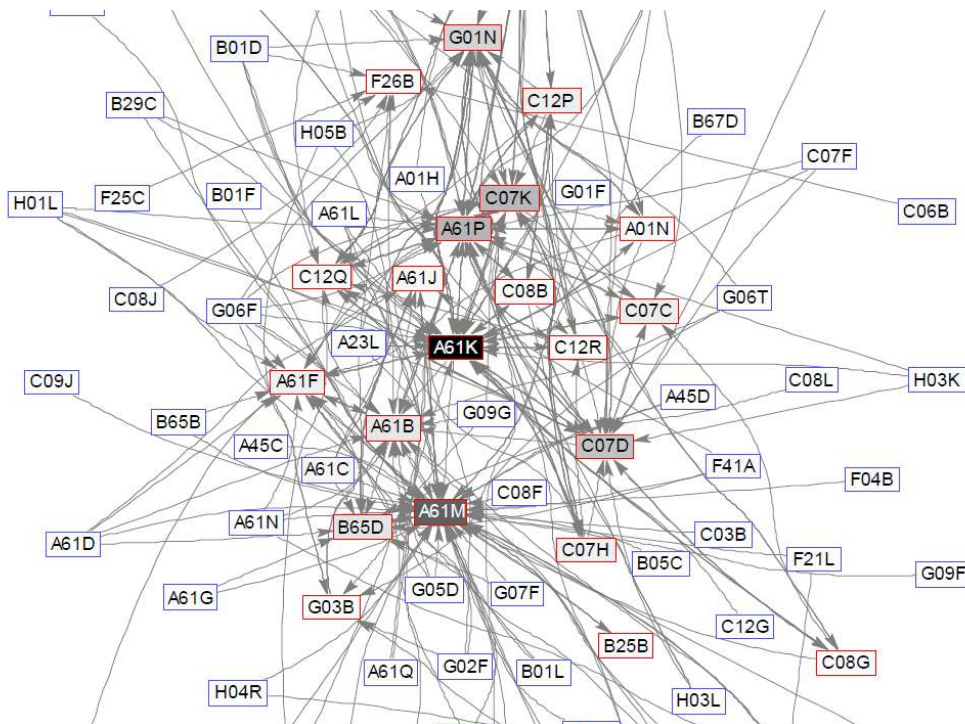 G01N
B01D
F26B
C12P
B29C
H05B
B67D
C07F
A01H
G01F
F25C
B01F
C07K
H01L
A61L
C06B
A61P
A01N
C12Q
A61J
C08B
G06T
C08J
G06F
C07C
A23L
A61K
C12R
C09J
A61F
C08L
H03K
A45D
B65B
A61B
G09G
A45C
C07D
A61C
F41A
F04B
C08F
A61N
B65D
A61M
C03B
A61D
C07H
B05C
F21L
G09F
A61G
G03B
G05D
G07F
C12G
B25B
C08G
A61Q
G02F
B01L
H04R
H03L